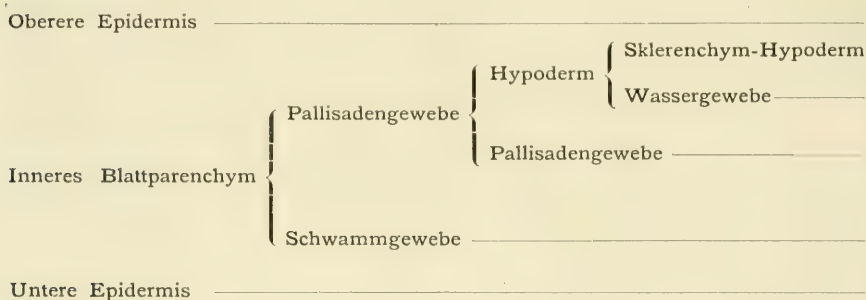 Oberere Epidermis
Sklerenchym-Hypoderm
Hypoderm
Wassergewebe
Pallisadengewebe
Pallisadengewebe
Inneres Blattparenchym
Schwammgewebe
Untere Epidermis